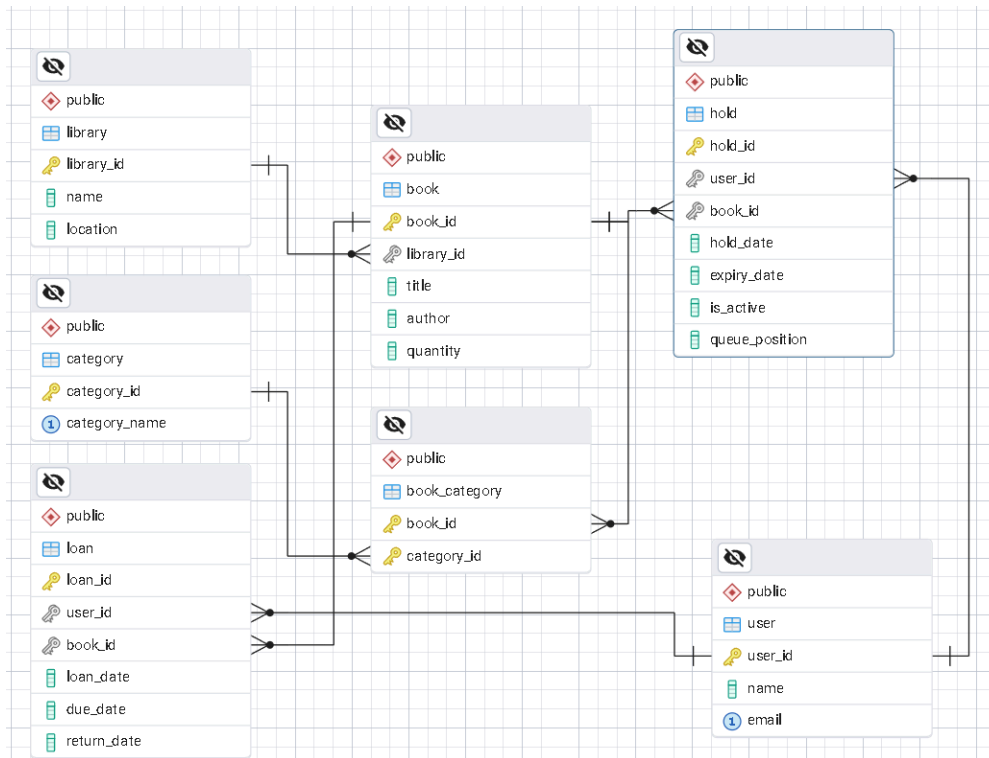 public
library
library_id
name
location
public
category
category_id
category_name
public
loan
loan_id
user_id
book_id
loan_date
due_date
return_date
public
book
book_id
library_id
title
author
quantity
public
book_category
book_id
category_id
public
hold
hold_id
user_id
book_id
hold_date
expiry_date
is_active
queue_position
public
user
user_id
name
email